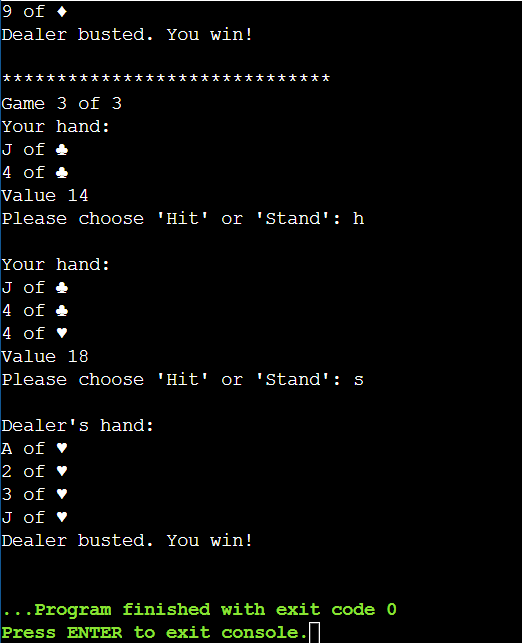 9 of ♦
Dealer busted. You win!
******************************
Game 3 of 3
Your hand:
J of ♣
4 of ♣
Value 14
Please choose 'Hit' or 'Stand': h
Your hand:
J of ♣
4 of ♣
4 of ♥
Value 18
Please choose 'Hit' or 'Stand': s
Dealer's hand:
A of ♥
2 of ♥
3 of ♥
J of ♥
Dealer busted. You win!
...Program finished with exit code 0
Press ENTER to exit console.